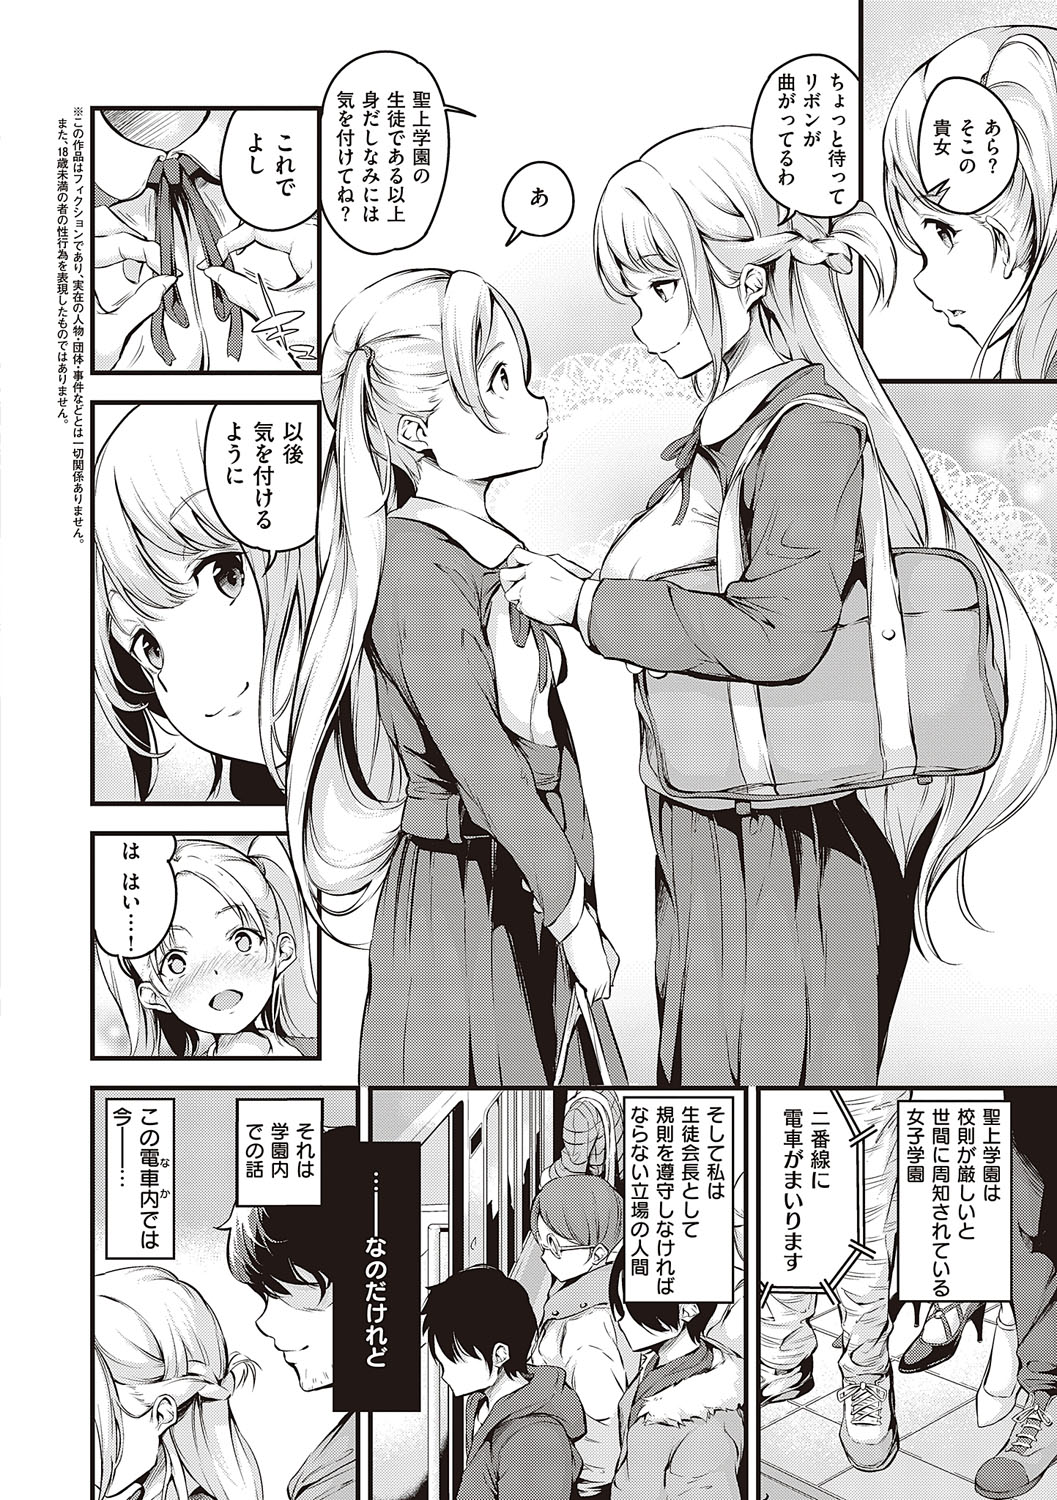 あら？
そこの
貴女
ちょっと待って
リボンが
曲がってるわ
あ
聖上学園の
生徒である以上
身だしなみには
気を付けてね？
これで
よし
以後
気を付ける
ように
は はい…！
※この作品はフィクションであり、実在の人物・団体・事件などとは一切関係ありません。
また、18歳未満の者の性行為を表現したものではありません。
聖上学園は
校則が厳しいと
世間に周知されている
女子学園
二番線に
電車がまいります
そして私は
生徒会長として
規則を遵守しなければ
ならない立場の人間
…――なのだけれど
それは
学園内
での話
この電車内では
なか
今――…